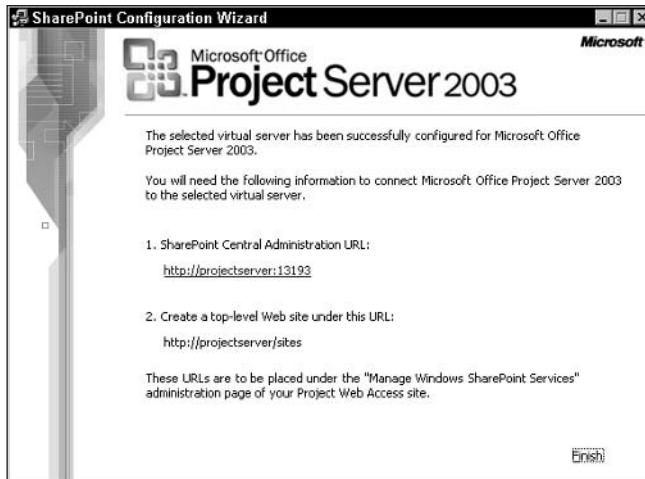 SharePoint Configuration Wizard
Microsoft
Microsoft Office
Project Server 2003
The selected virtual server has been successfully configured for Microsoft Office
Project Server 2003.
You will need the following information to connect Microsoft Office Project Server 2003
to the selected virtual server.
1. SharePoint Central Administration URL:
http://projectserver:13193
2. Create a top-level Web site under this URL:
http://projectserver/sites
These URLs are to be placed under the "Manage Windows SharePoint Services"
administration page of your Project Web Access site.
Finish